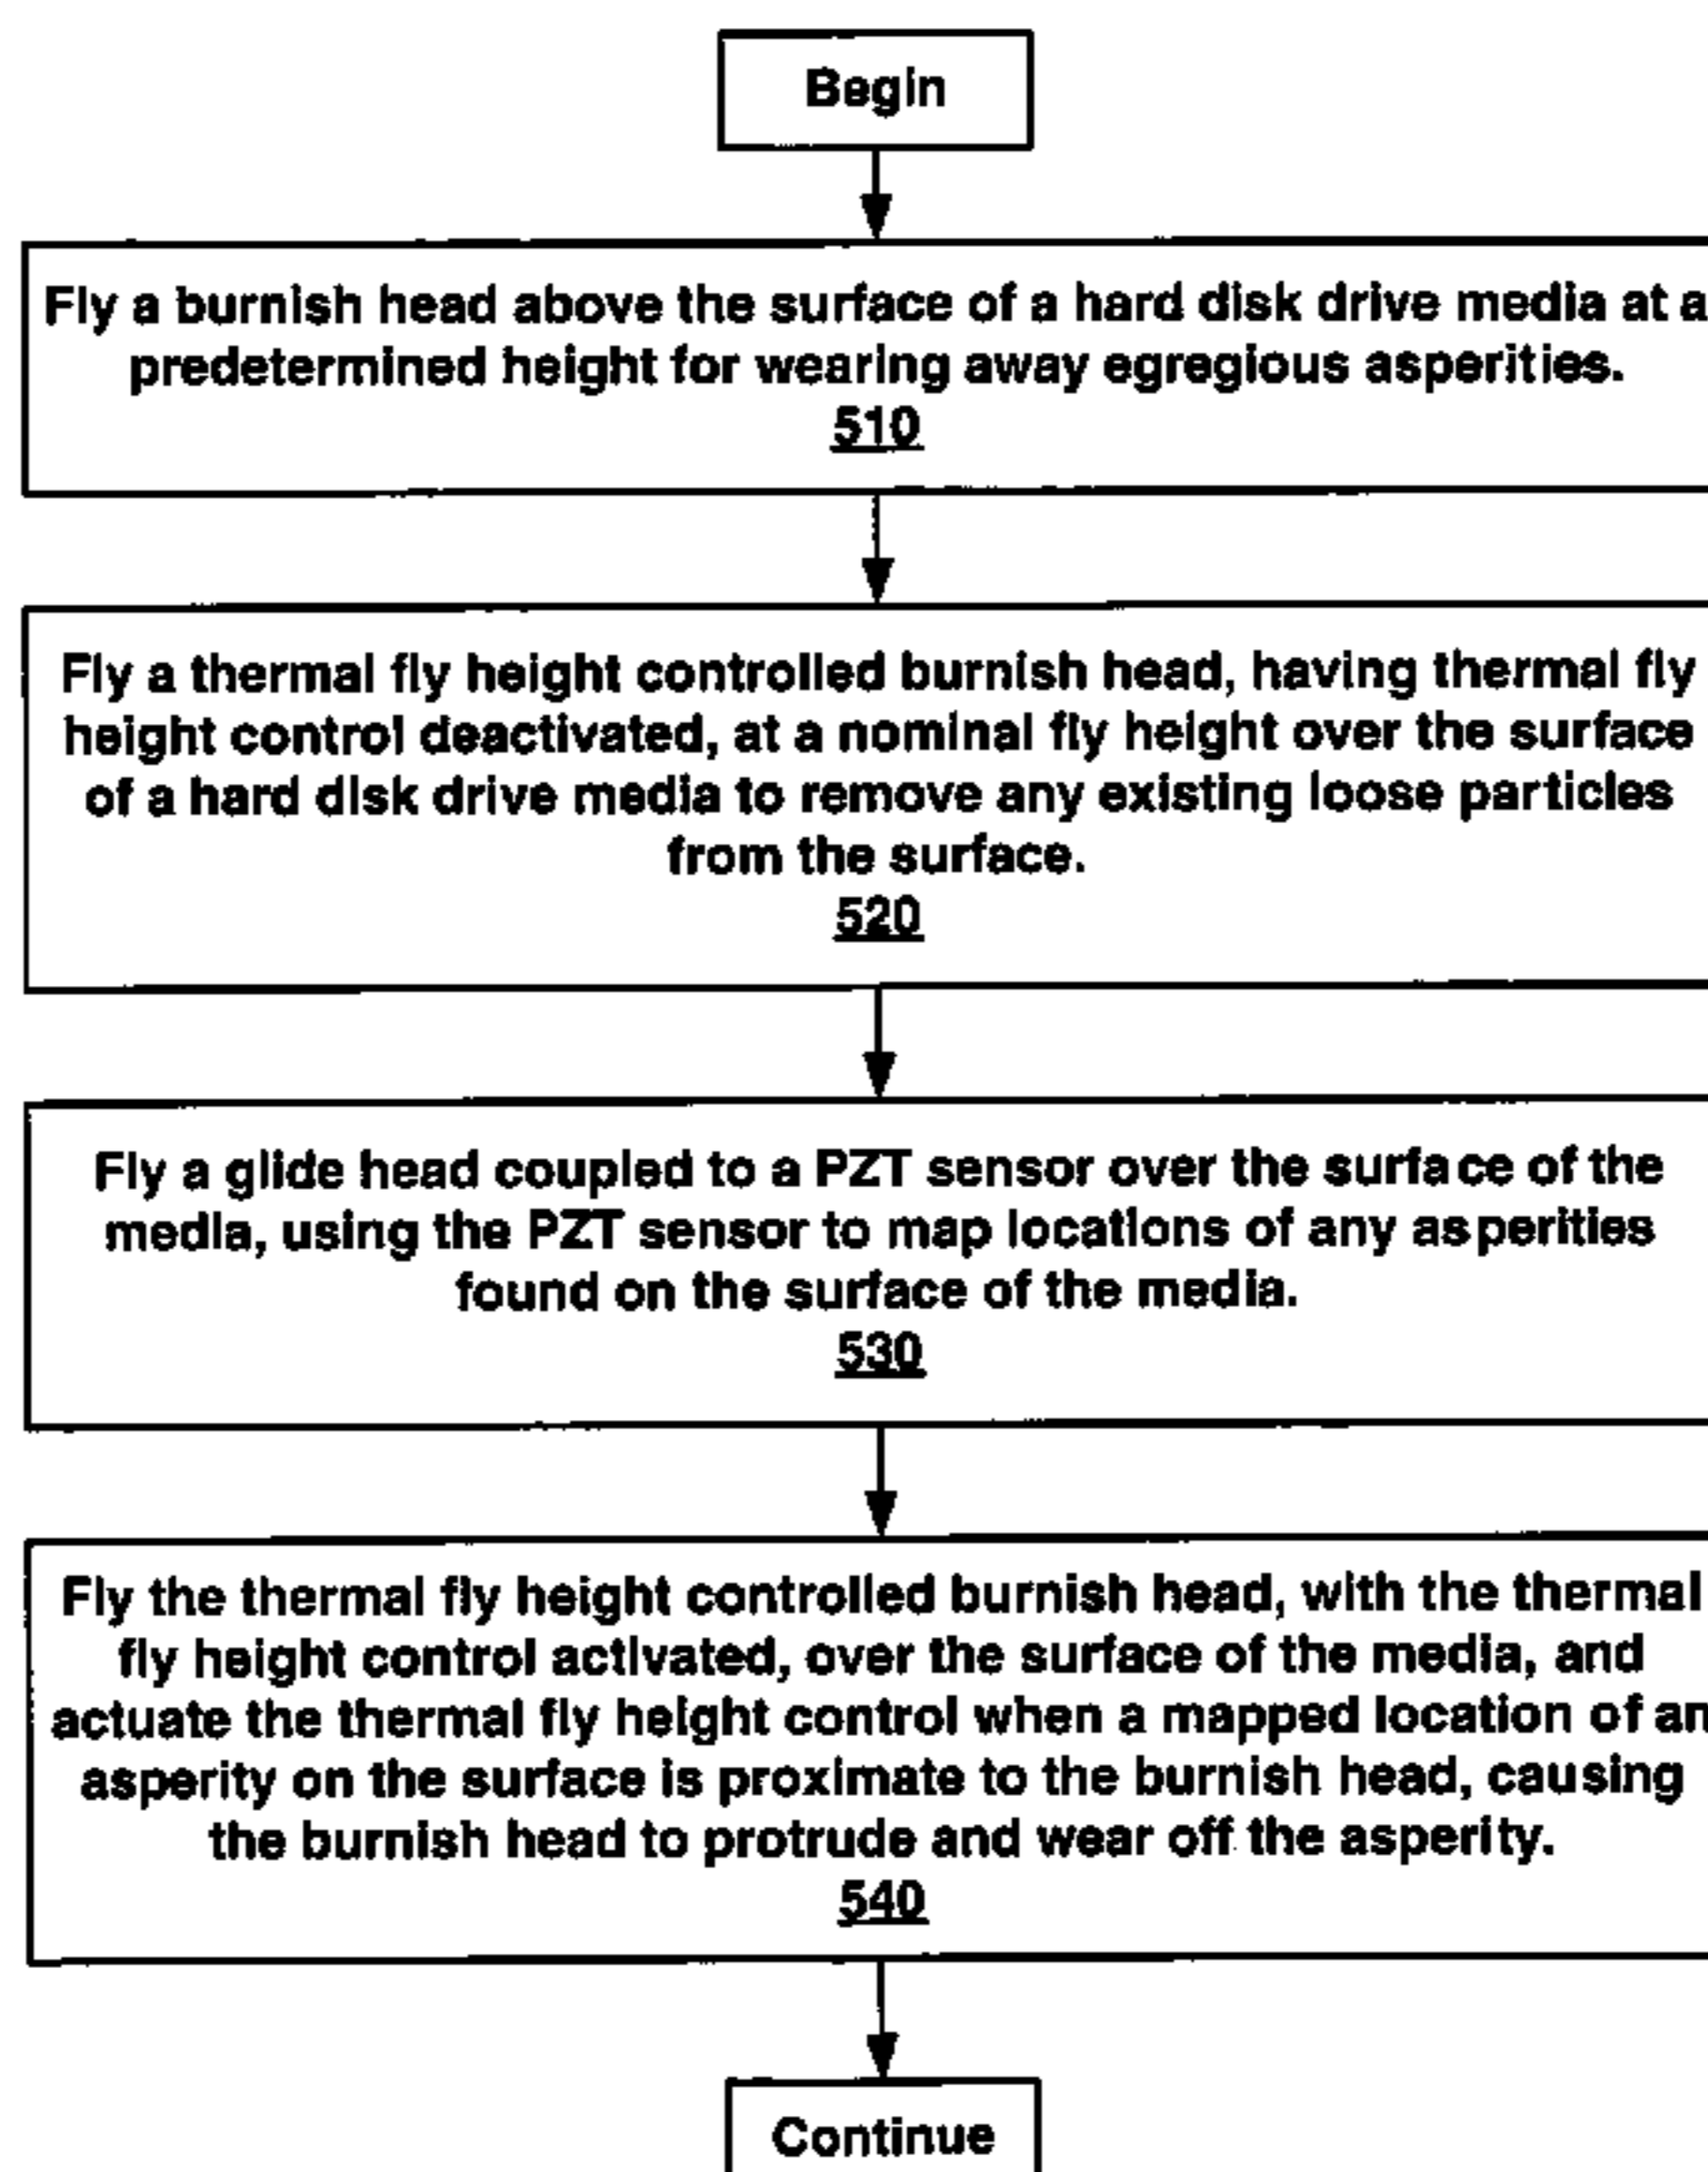 Begin
Fly a burnish head above the surface of a hard disk drive media at a
predetermined height for wearing away egregious asperities.
510
Fly a thermal fly height controlled burnish head, having thermal fly
height control deactivated, at a nominal fly height over the surface
of a hard disk drive media to remove any existing loose particles
from the surface.
520
Fly a glide head coupled to a PZT sensor over the surface of the
media, using the PZT sensor to map locations of any asperities
found on the surface of the media.
530
Fly the thermal fly height controlled burnish head, with the thermal
fly height control activated, over the surface of the media, and
actuate the thermal fly height control when a mapped location of an
asperity on the surface is proximate to the burnish head, causing
the burnish head to protrude and wear off the asperity.
540
Continue